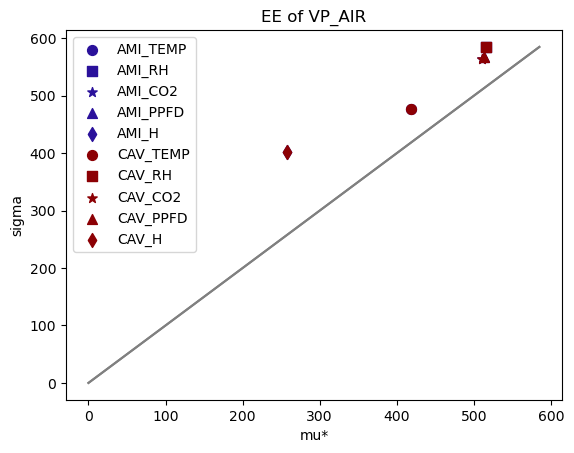 EE of VP_AIR
600
500
400
300
200
100
0
sigma
AMI_TEMP
AMI_RH
AMI_CO2
AMI_PPFD
AMI_H
CAV_TEMP
CAV_RH
CAV_CO2
CAV_PPFD
CAV_H
0 100 200 300 400 500 600
mu*